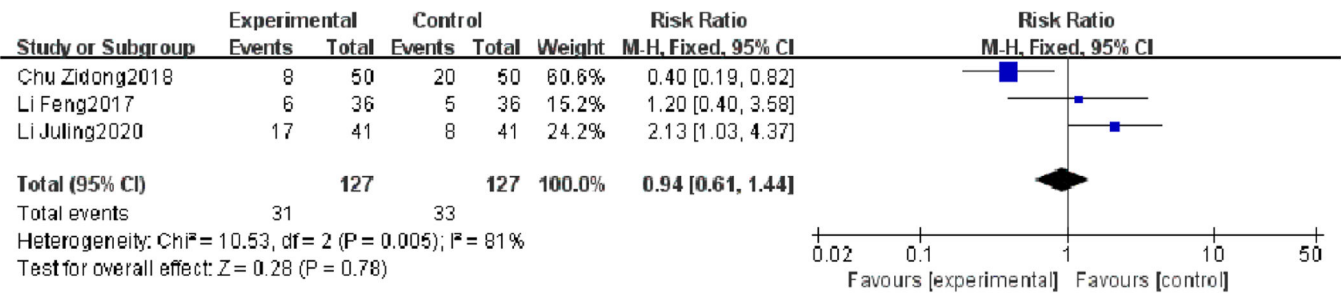 Experimental Control Risk Ratio Risk Ratio
Study or Subgroup Events Total Events Total Weight M-H, Fixed, 95% CI M-H, Fixed, 95% CI
Chu Zidong2018 8 50 20 50 60.6% 0.40 [0.19, 0.82]
Li Feng2017 6 36 5 36 15.2% 1.20 [0.40, 3.58]
Li Juling2020 17 41 8 41 24.2% 2.13 [1.03, 4.37]
Total (95% CI) 127 127 100.0% 0.94 [0.61, 1.44]
Total events 31 33
Heterogeneity: Chi² = 10.53, df = 2 (P = 0.005); I² = 81%
Test for overall effect: Z = 0.28 (P = 0.78)
0.02 0.1 1 10 50
Favours [experimental] Favours [control]